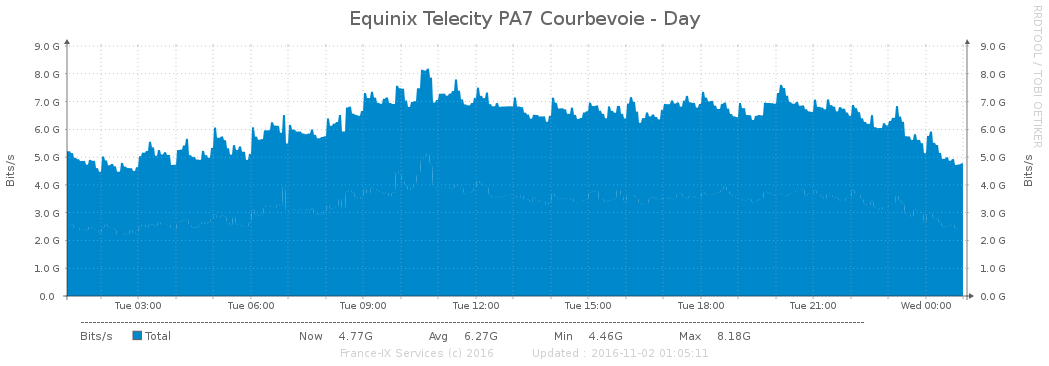 Equinix Telecity PA7 Courbevoie - Day
RRDTOOL / TOBI OETIKER
Bits/s
9.0 G 9.0 G
8.0 G 8.0 G
7.0 G 7.0 G
6.0 G 6.0 G
5.0 G 5.0 G
4.0 G 4.0 G
3.0 G 3.0 G
2.0 G 2.0 G
1.0 G 1.0 G
0.0 0.0 G
Bits/s
Tue 03:00 Tue 06:00 Tue 09:00 Tue 12:00 Tue 15:00 Tue 18:00 Tue 21:00 Wed 00:00
Bits/s Total Now 4.77G Avg 6.27G Min 4.46G Max 8.18G
France-IX Services (c) 2016 Updated : 2016-11-02 01:05:11